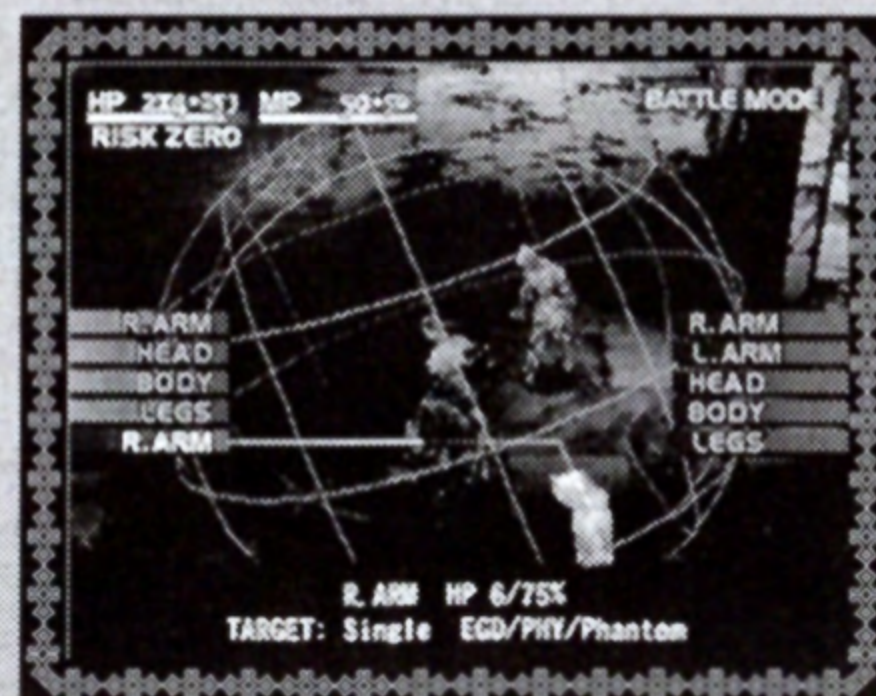 HP MP
BATTLE MODE
RISK ZERO
R.ARM
HEAD
BODY
LEGS
R.ARM
R.ARM
L.ARM
HEAD
BODY
LEGS
R.ARM HP 6/75%
TARGET: Single EGD/PHY/Phantom